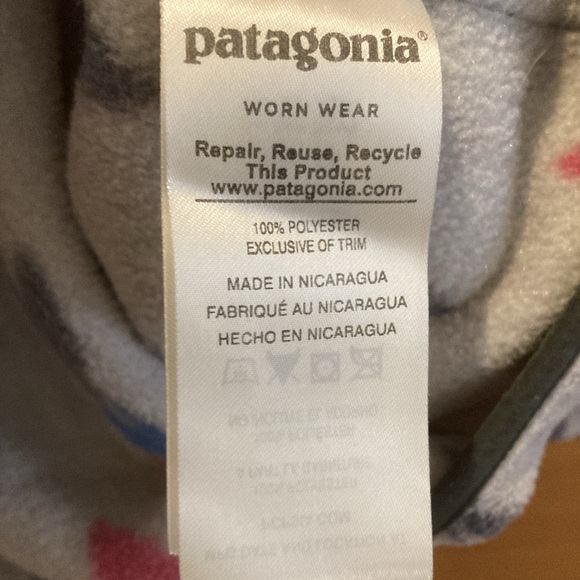 patagonia®
WORN WEAR
Repair, Reuse, Recycle
This Product
www.patagonia.com
100% POLYESTER
EXCLUSIVE OF TRIM
MADE IN NICARAGUA
FABRIQUÉ AU NICARAGUA
HECHO EN NICARAGUA